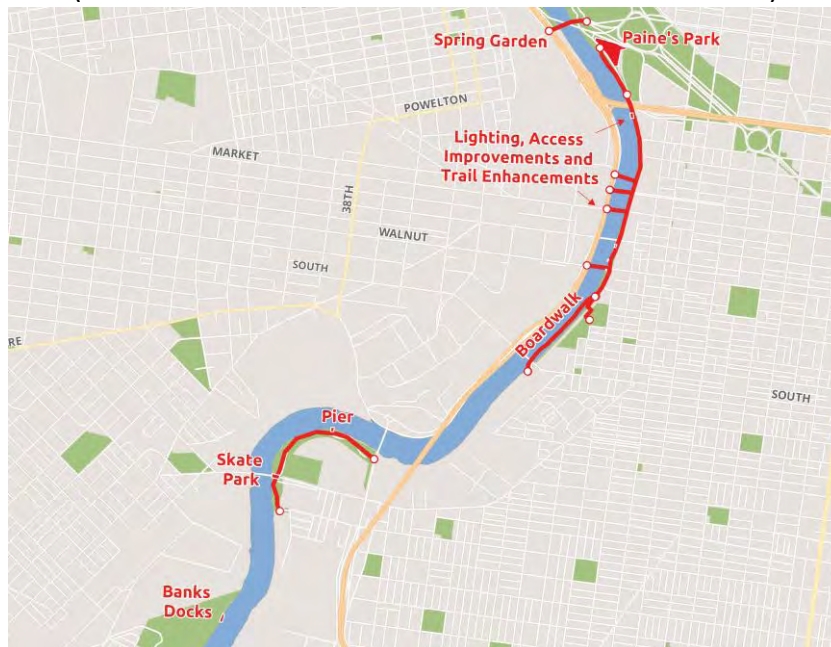 Spring Garden
Paine's Park
POWELTON
Lighting, Access
Improvements and
Trail Enhancements
MARKET
38TH
WALNUT
SOUTH
Boardwalk
RE
SOUTH
Pier
Skate
Park
Banks
Docks